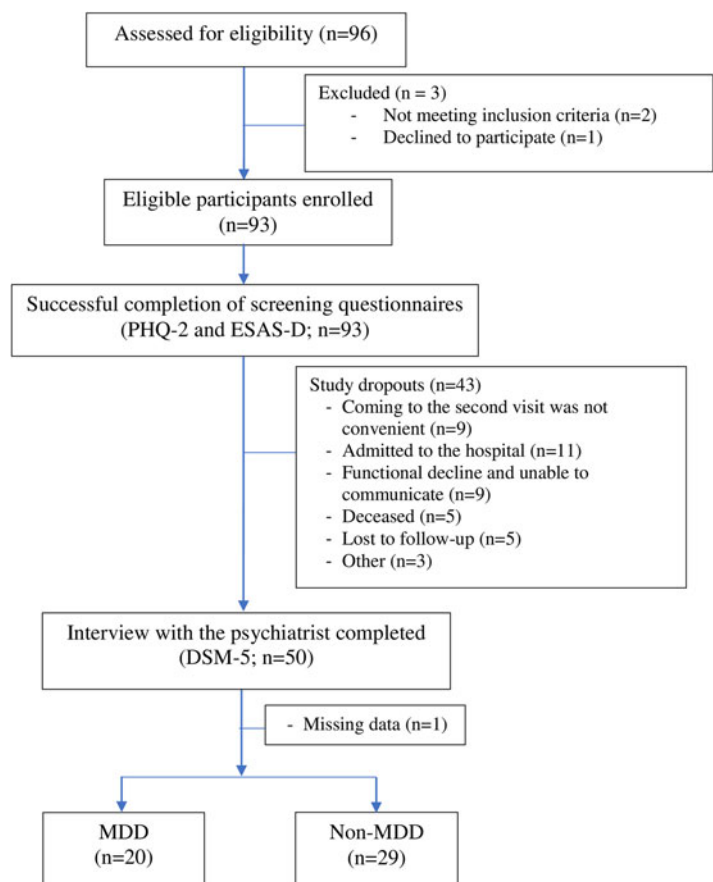 Assessed for eligibility (n=96)
Excluded (n = 3)
- Not meeting inclusion criteria (n=2)
- Declined to participate (n=1)
Eligible participants enrolled
(n=93)
Successful completion of screening questionnaires
(PHQ-2 and ESAS-D; n=93)
Study dropouts (n=43)
- Coming to the second visit was not
convenient (n=9)
- Admitted to the hospital (n=11)
- Functional decline and unable to
communicate (n=9)
- Deceased (n=5)
- Lost to follow-up (n=5)
- Other (n=3)
Interview with the psychiatrist completed
(DSM-5; n=50)
- Missing data (n=1)
MDD
(n=20)
Non-MDD
(n=29)